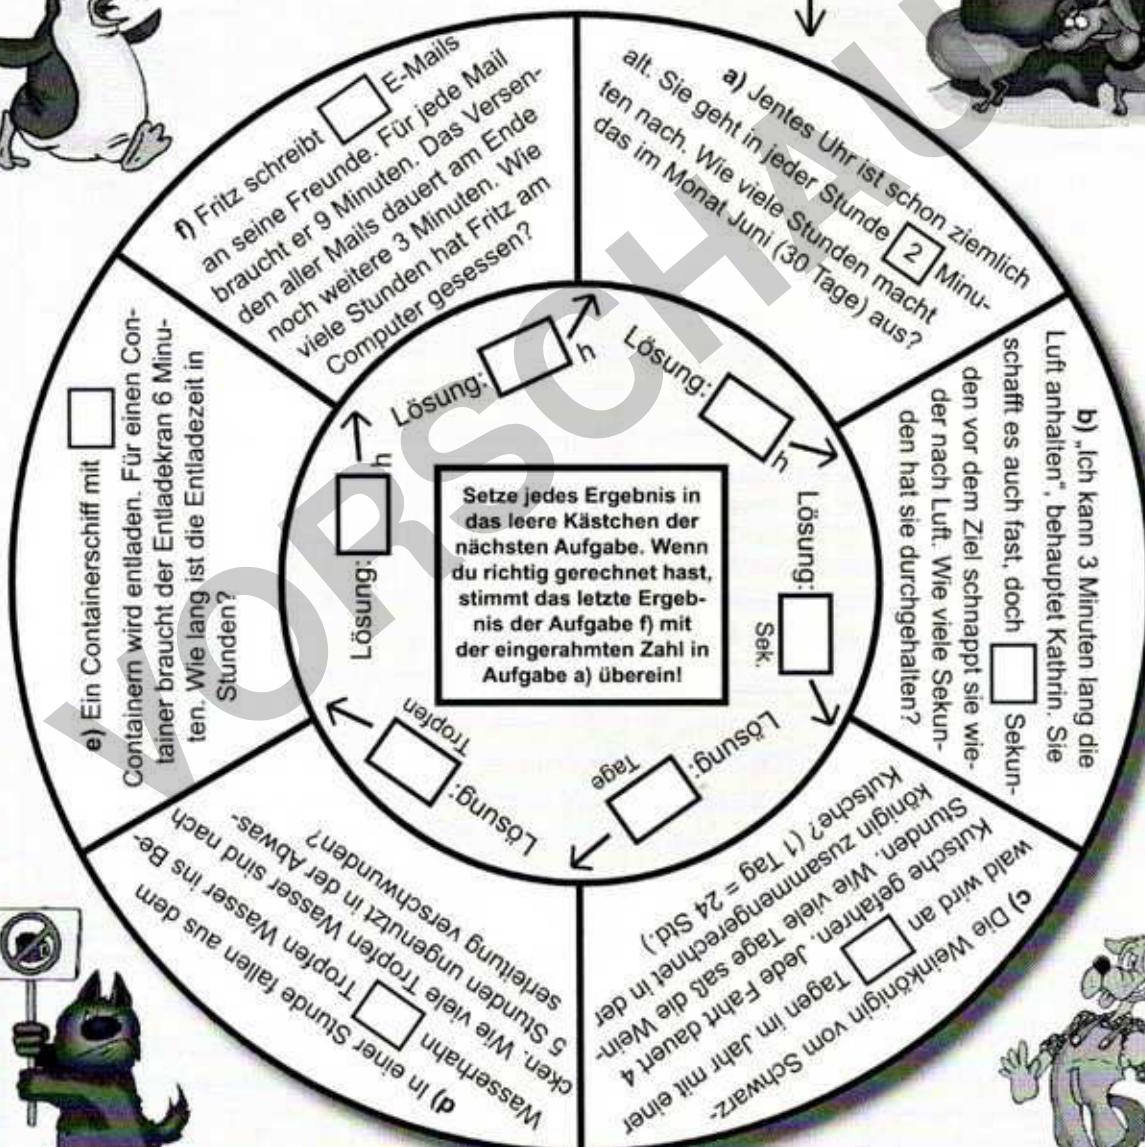 a) Jentes Uhr ist schon ziemlich
alt. Sie geht in jeder Stunde 2 Minu-
ten nach. Wie viele Stunden macht
das im Monat Juni (30 Tage) aus?
Lösung:
h
b) „Ich kann 3 Minuten lang die
Luft anhalten", behauptet Kathrin. Sie
schafft es auch fast, doch Sekun-
den vor dem Ziel schnappt sie wie-
der nach Luft. Wie viele Sekun-
den hat sie durchgehalten?
Lösung:
Sek.
c) Die Weinkönigin vom Schwarz-
wald wird an Tagen im Jahr mit einer
Kutsche gefahren. Jede Fahrt dauert 4
Stunden. Wie viele Tage saß die Wein-
königin zusammengerechnet in der
Kutsche? (1 Tag = 24 Std.)
Lösung:
Tage
d) In einer Stunde fallen aus dem
Wasserhahn Tropfen Wasser ins Be-
cken. Wie viele Tropfen Wasser sind nach
5 Stunden ungenutzt in der Abwas-
serleitung verschwunden?
Lösung:
Tropfen
e) Ein Containerschiff mit
Containern wird entladen. Für einen Con-
tainer braucht der Entladekran 6 Minu-
ten. Wie lang ist die Entladezeit in
Stunden?
Lösung:
h
f) Fritz schreibt E-Mails
an seine Freunde. Für jede Mail
braucht er 9 Minuten. Das Versen-
den aller Mails dauert am Ende
noch weitere 3 Minuten. Wie
viele Stunden hat Fritz am
Computer gesessen?
Lösung:
h
Setze jedes Ergebnis in
das leere Kästchen der
nächsten Aufgabe. Wenn
du richtig gerechnet hast,
stimmt das letzte Ergeb-
nis der Aufgabe f) mit
der eingerahmten Zahl in
Aufgabe a) überein!
VORSCHAU